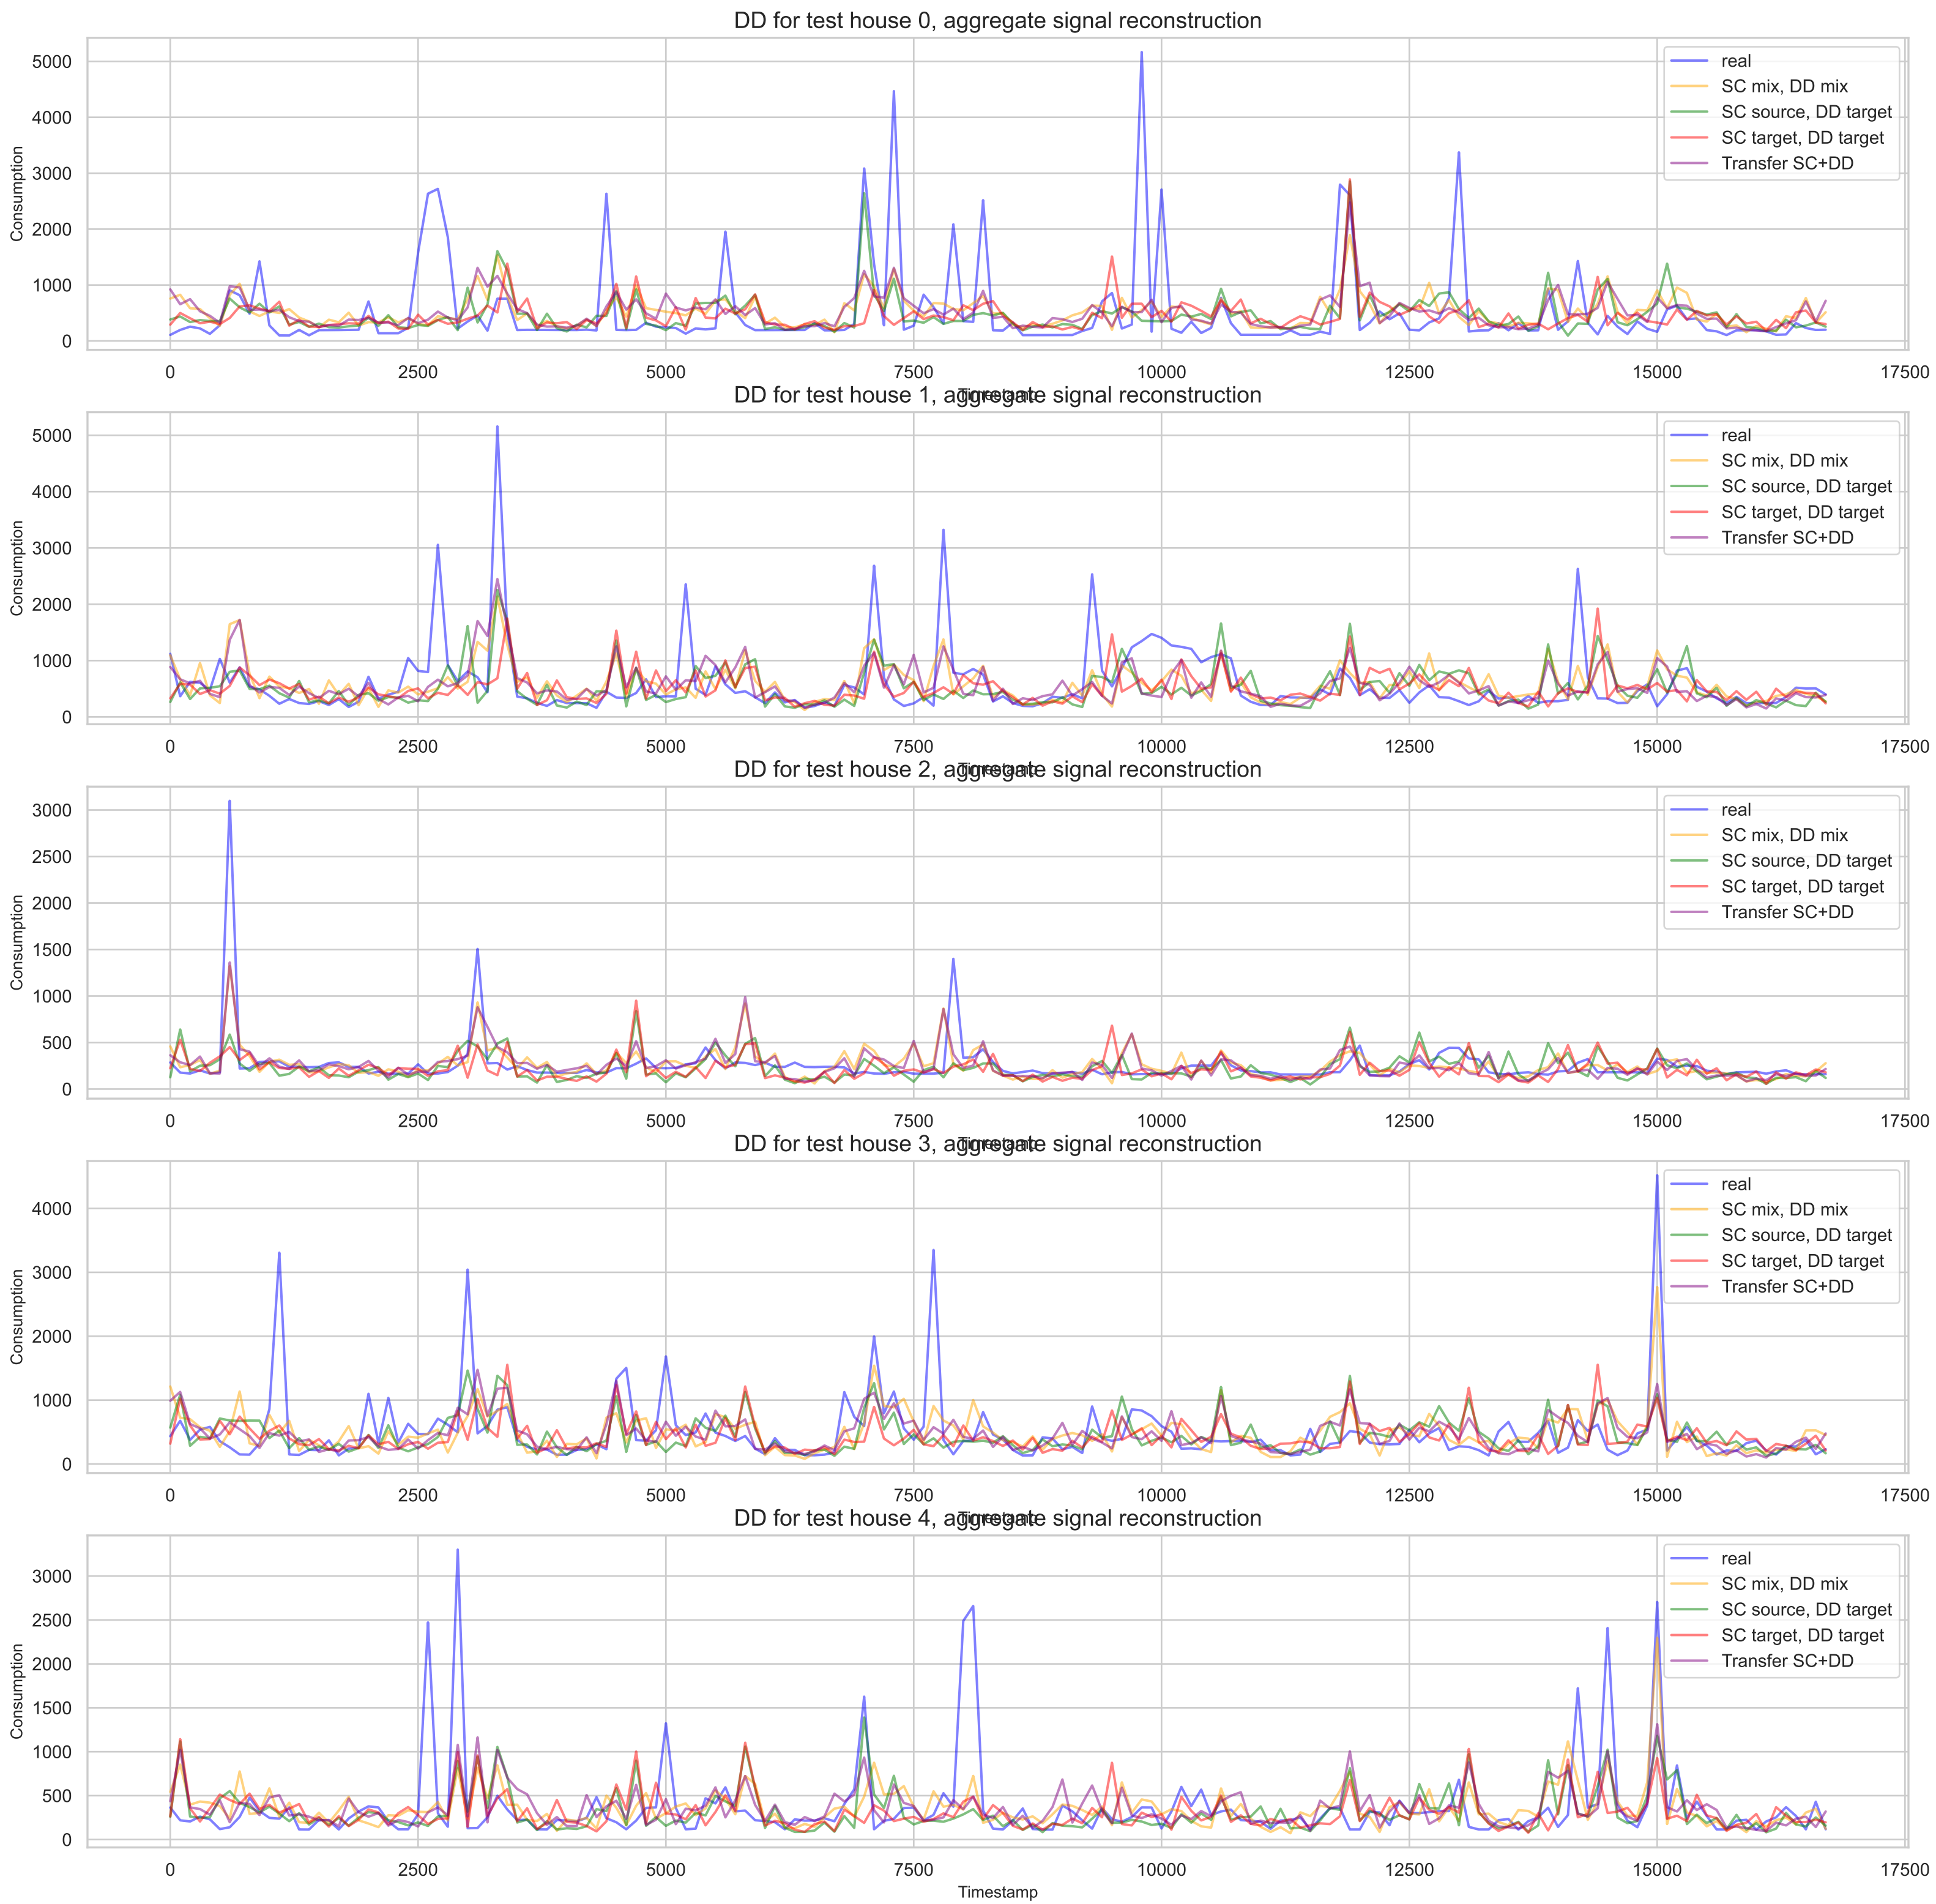 DD for test house 0, aggregate signal reconstruction
5000
4000
3000
2000
1000
0
Consumption
real
SC mix, DD mix
SC source, DD target
SC target, DD target
Transfer SC+DD
0 2500 5000 7500 10000 12500 15000 17500
Timestamp
DD for test house 1, aggregate signal reconstruction
5000
4000
3000
2000
1000
0
Consumption
real
SC mix, DD mix
SC source, DD target
SC target, DD target
Transfer SC+DD
0 2500 5000 7500 10000 12500 15000 17500
Timestamp
DD for test house 2, aggregate signal reconstruction
3000
2500
2000
1500
1000
500
0
Consumption
real
SC mix, DD mix
SC source, DD target
SC target, DD target
Transfer SC+DD
0 2500 5000 7500 10000 12500 15000 17500
Timestamp
DD for test house 3, aggregate signal reconstruction
4000
3000
2000
1000
0
Consumption
real
SC mix, DD mix
SC source, DD target
SC target, DD target
Transfer SC+DD
0 2500 5000 7500 10000 12500 15000 17500
Timestamp
DD for test house 4, aggregate signal reconstruction
3000
2500
2000
1500
1000
500
0
Consumption
real
SC mix, DD mix
SC source, DD target
SC target, DD target
Transfer SC+DD
0 2500 5000 7500 10000 12500 15000 17500
Timestamp